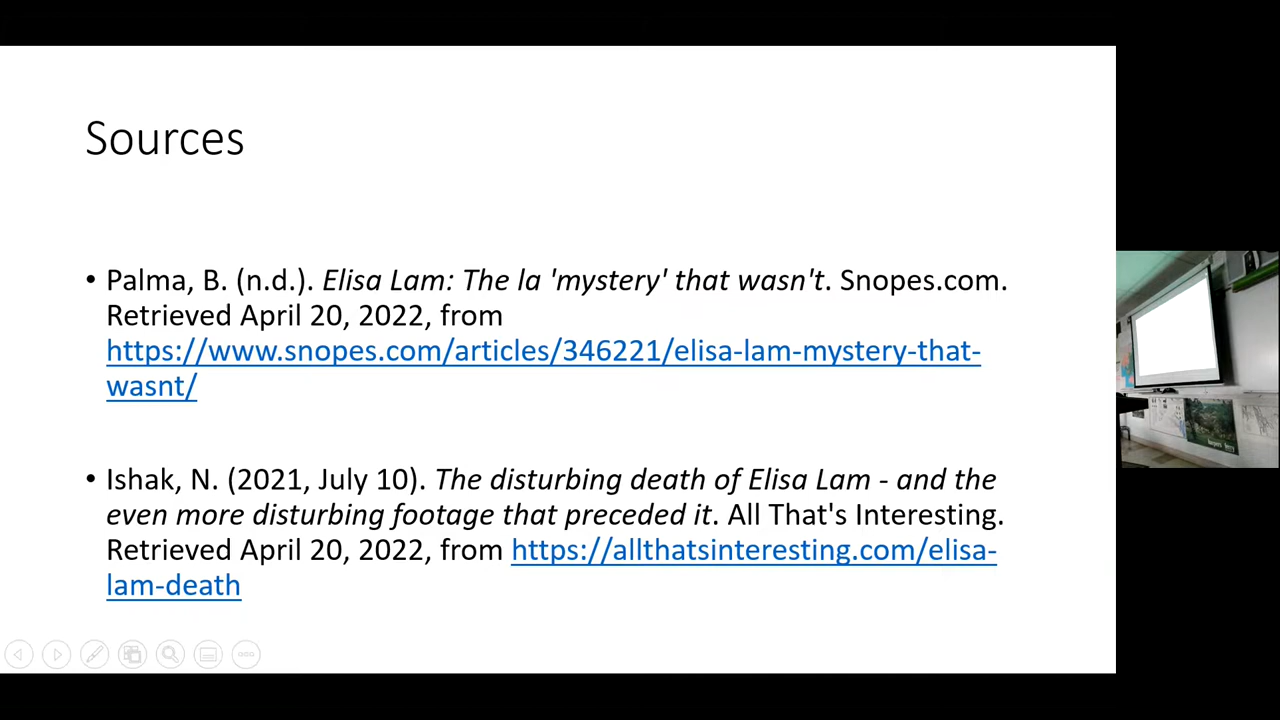 Sources
• Palma, B. (n.d.). Elisa Lam: The la 'mystery' that wasn't. Snopes.com.
Retrieved April 20, 2022, from
https://www.snopes.com/articles/346221/elisa-lam-mystery-that-
wasnt/
• Ishak, N. (2021, July 10). The disturbing death of Elisa Lam - and the
even more disturbing footage that preceded it. All That's Interesting.
Retrieved April 20, 2022, from https://allthatsinteresting.com/elisa-
lam-death